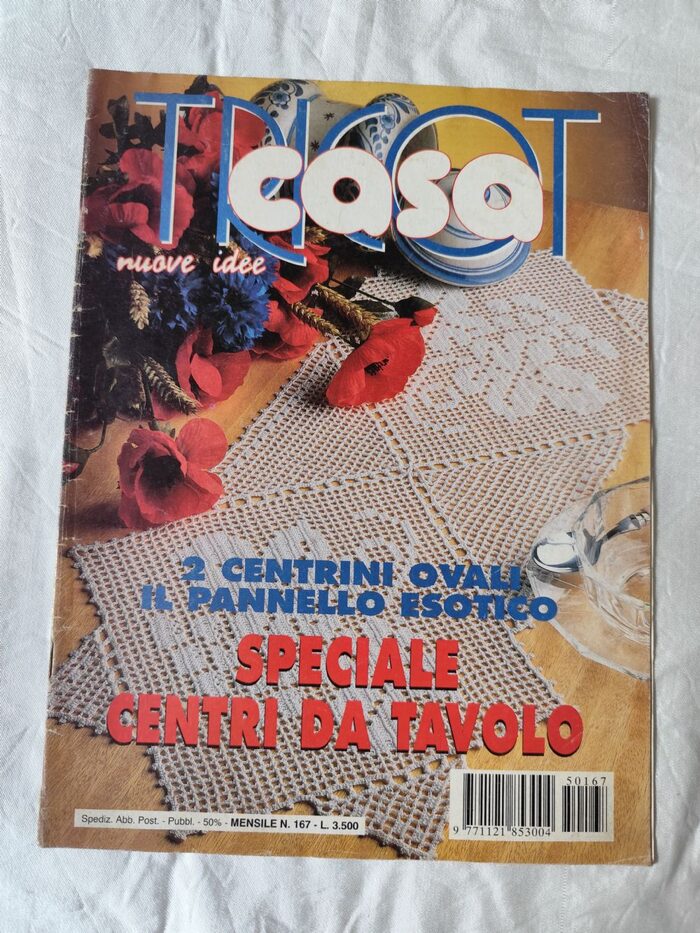 TRICOT
casa
nuove idee
2 CENTRINI OVALI
IL PANNELLO ESOTICO
SPECIALE
CENTRI DA TAVOLO
50167
Spediz. Abb. Post. - Pubbl. - 50% - MENSILE N. 167 - L. 3.500
9 771121 853004